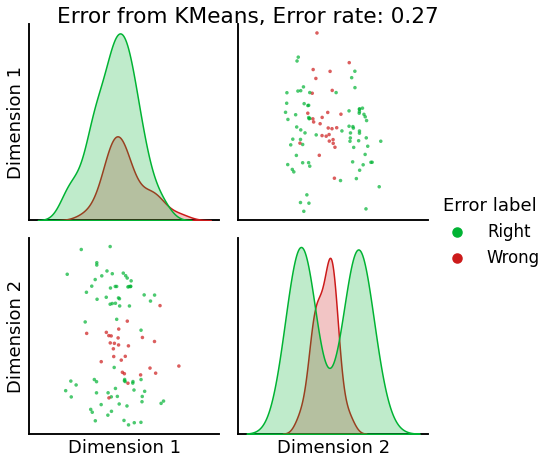 Error from KMeans, Error rate: 0.27
Dimension 1
Error label
Right
Wrong
Dimension 2
Dimension 1
Dimension 2